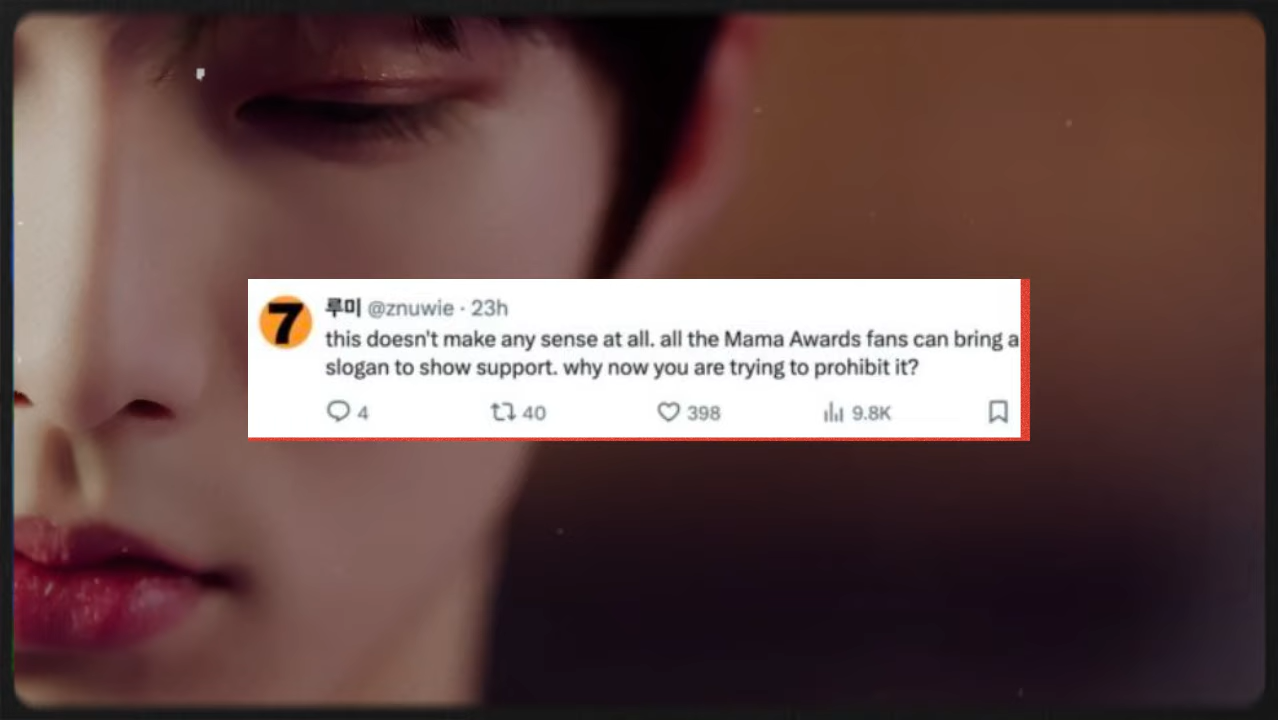 7
루미 @znuwie · 23h
this doesn't make any sense at all. all the Mama Awards fans can bring a
slogan to show support. why now you are trying to prohibit it?
4 40 398 9.8K